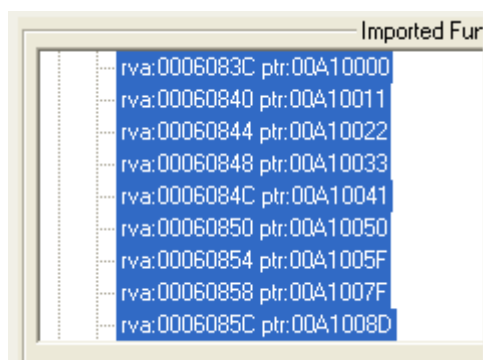 Imported Fur
rva:0006083C ptr:00A10000
rva:00060840 ptr:00A10011
rva:00060844 ptr:00A10022
rva:00060848 ptr:00A10033
rva:0006084C ptr:00A10041
rva:00060850 ptr:00A10050
rva:00060854 ptr:00A1005F
rva:00060858 ptr:00A1007F
rva:0006085C ptr:00A1008D